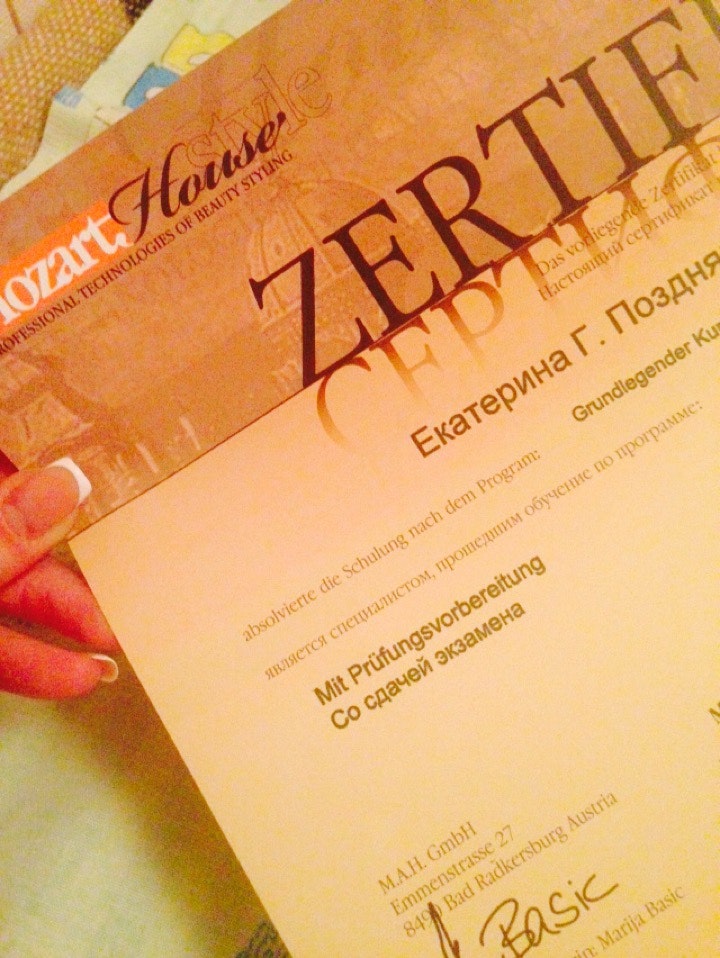 style
mozart House
PROFESSIONAL TECHNOLOGIES OF BEAUTY STYLING
ZERTIFI
СЕРТИФ
Das vorliegende Zertifikat
Настоящий сертификат
Екатерина Г. Поздня
Grundlegender Ku
absolvierte die Schulung nach dem Program:
является специалистом, прошедшим обучение по программе:
Mit Prüfungsvorbereitung
Со сдачей экзамена
M.A.H. GmbH
Emmenstrasse 27
Bad Radkersburg Austria
Basic
Marija Basic